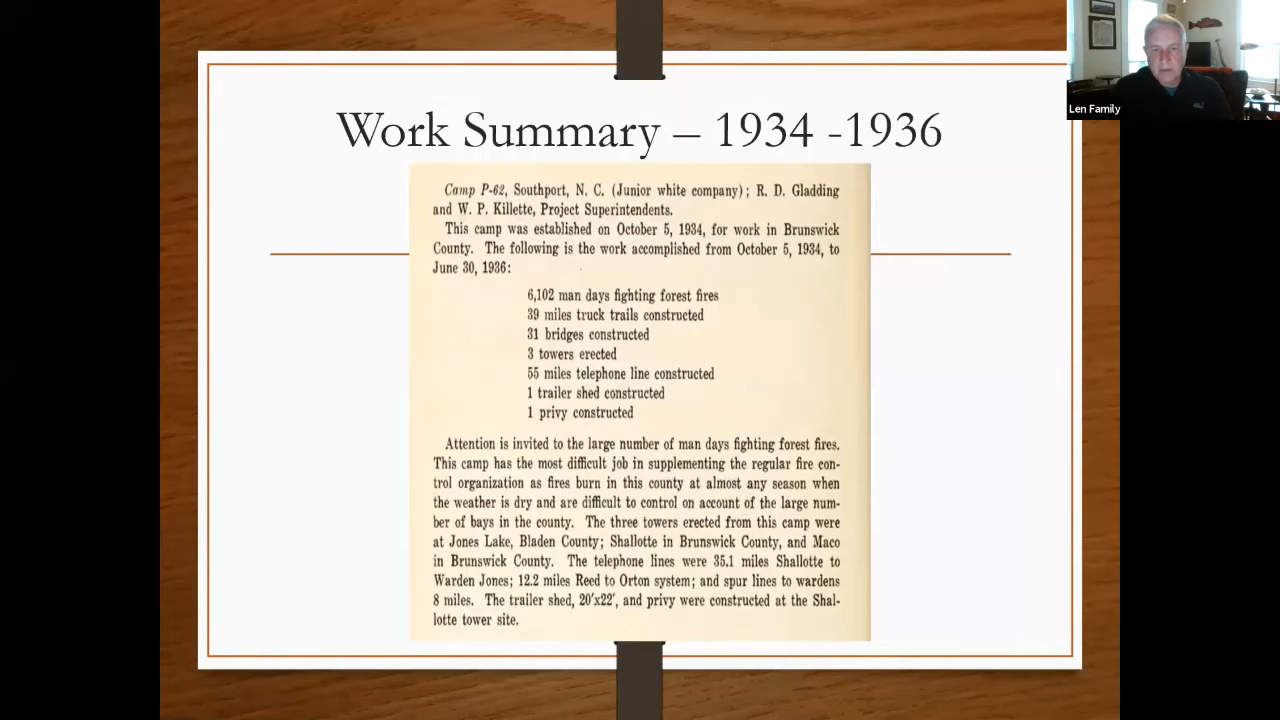 Len Family
Work Summary – 1934 -1936
Camp P-62, Southport, N. C. (Junior white company); R. D. Gladding
and W. P. Killette, Project Superintendents.
This camp was established on October 5, 1934, for work in Brunswick
County. The following is the work accomplished from October 5, 1934, to
June 30, 1936:
6,102 man days fighting forest fires
39 miles truck trails constructed
31 bridges constructed
3 towers erected
55 miles telephone line constructed
1 trailer shed constructed
1 privy constructed
Attention is invited to the large number of man days fighting forest fires.
This camp has the most difficult job in supplementing the regular fire con-
trol organization as fires burn in this county at almost any season when
the weather is dry and are difficult to control on account of the large num-
ber of bays in the county. The three towers erected from this camp were
at Jones Lake, Bladen County; Shallotte in Brunswick County, and Maco
in Brunswick County. The telephone lines were 35.1 miles Shallotte to
Warden Jones; 12.2 miles Reed to Orton system; and spur lines to wardens
8 miles. The trailer shed, 20'x22', and privy were constructed at the Shal-
lotte tower site.